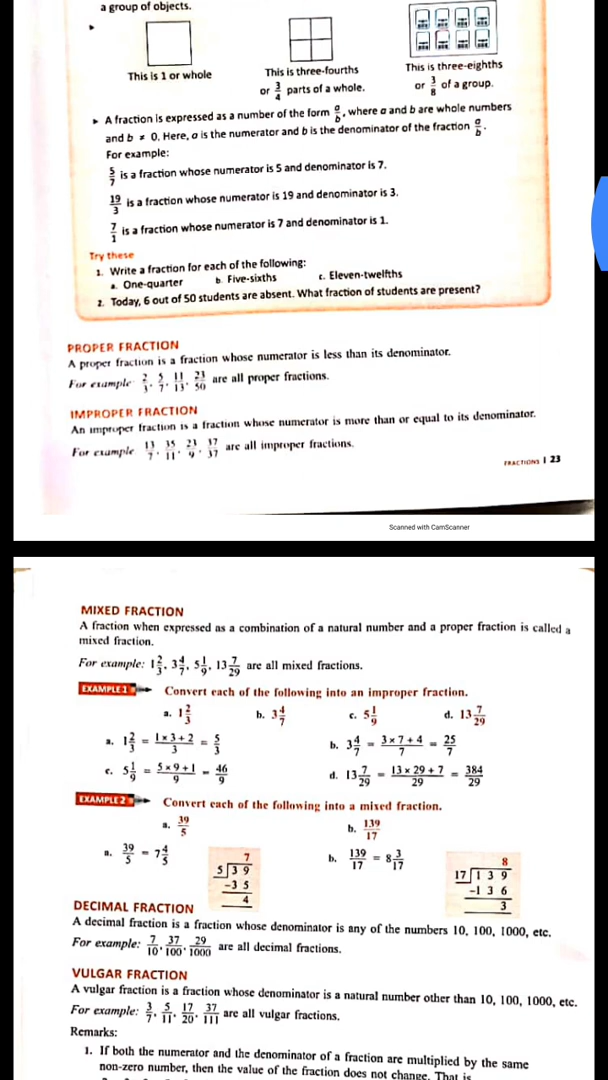 a group of objects.
This is 1 or whole
This is three-fourths
or 3/4 parts of a whole.
This is three-eighths
or 3/8 of a group.
▸ A fraction is expressed as a number of the form a/b, where a and b are whole numbers
and b ≠ 0. Here, a is the numerator and b is the denominator of the fraction a/b.
For example:
5/7 is a fraction whose numerator is 5 and denominator is 7.
19/3 is a fraction whose numerator is 19 and denominator is 3.
7/1 is a fraction whose numerator is 7 and denominator is 1.
Try these
1. Write a fraction for each of the following:
a. One-quarter b. Five-sixths c. Eleven-twelfths
2. Today, 6 out of 50 students are absent. What fraction of students are present?
PROPER FRACTION
A proper fraction is a fraction whose numerator is less than its denominator.
For example 2/3, 5/7, 11/13, 23/50 are all proper fractions.
IMPROPER FRACTION
An improper fraction is a fraction whose numerator is more than or equal to its denominator.
For example 13/7, 35/11, 23/9, 37/37 are all improper fractions.
FRACTIONS | 23
Scanned with CamScanner
MIXED FRACTION
A fraction when expressed as a combination of a natural number and a proper fraction is called a
mixed fraction.
For example: 1 2/3, 3 4/7, 5 1/9, 13 7/29 are all mixed fractions.
EXAMPLE 1 Convert each of the following into an improper fraction.
a. 1 2/3 b. 3 4/7 c. 5 1/9 d. 13 7/29
a. 1 2/3 = 1 × 3 + 2/3 = 5/3 b. 3 4/7 = 3 × 7 + 4/7 = 25/7
c. 5 1/9 = 5 × 9 + 1/9 = 46/9 d. 13 7/29 = 13 × 29 + 7/29 = 384/29
EXAMPLE 2 Convert each of the following into a mixed fraction.
a. 39/5 b. 139/17
a. 39/5 = 7 4/5 b. 139/17 = 8 3/17
7
5 39
-35
4
8
17 139
-136
3
DECIMAL FRACTION
A decimal fraction is a fraction whose denominator is any of the numbers 10, 100, 1000, etc.
For example: 7/10, 37/100, 29/1000 are all decimal fractions.
VULGAR FRACTION
A vulgar fraction is a fraction whose denominator is a natural number other than 10, 100, 1000, etc.
For example: 3/7, 5/11, 17/20, 37/111 are all vulgar fractions.
Remarks:
1. If both the numerator and the denominator of a fraction are multiplied by the same
non-zero number, then the value of the fraction does not change. That is